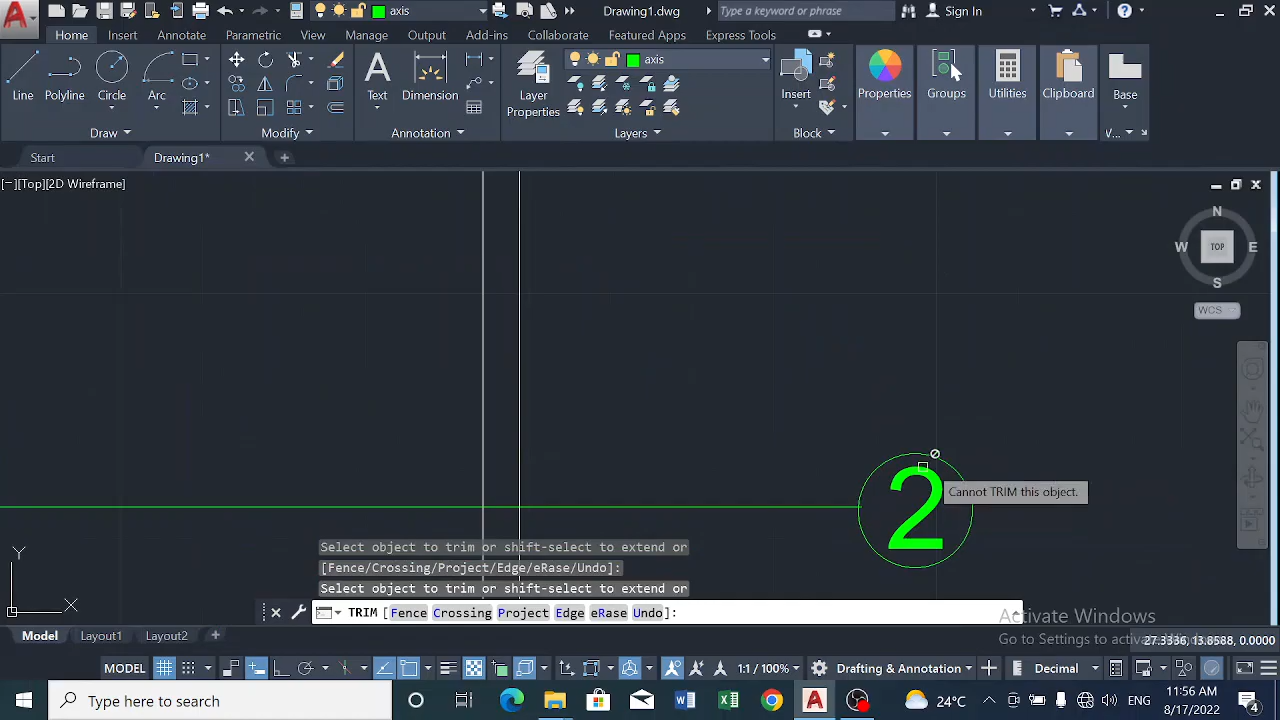 axis
Drawing1.dwg
Type a keyword or phrase
Sign In
Home Insert Annotate Parametric View Manage Output Add-ins Collaborate Featured Apps Express Tools
axis
Line Polyline Circle Arc
Text Dimension
Layer
Properties
Insert
Properties Groups Utilities Clipboard Base
Draw Modify Annotation Layers Block V...
Start Drawing1*
[−][Top][2D Wireframe]
N
W TOP E
S
WCS
2
Cannot TRIM this object.
Select object to trim or shift-select to extend or
[Fence/Crossing/Project/Edge/eRase/Undo]:
Select object to trim or shift-select to extend or
TRIM [Fence Crossing Project Edge eRase Undo]:
Y
X
Activate Windows
Go to Settings to activate Windows.
27.3336, 13.8588, 0.0000
Model Layout1 Layout2
MODEL 1:1 / 100% Drafting & Annotation Decimal
Type here to search
24°C
ENG
11:56 AM
8/17/2022